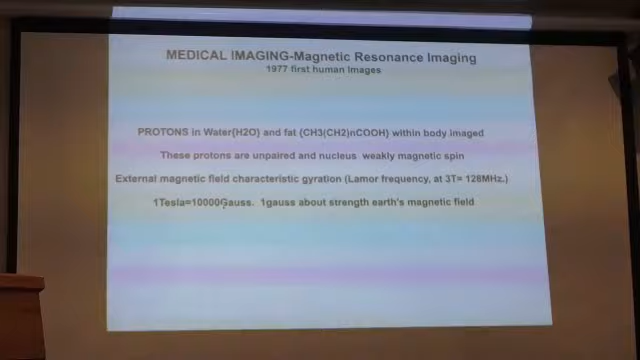 MEDICAL IMAGING-Magnetic Resonance Imaging
1977 first human images
PROTONS in Water{H2O} and fat {CH3(CH2)nCOOH} within body imaged
These protons are unpaired and nucleus weakly magnetic spin
External magnetic field characteristic gyration (Lamor frequency, at 3T= 128MHz.)
1Tesla=10000Gauss. 1gauss about strength earth's magnetic field